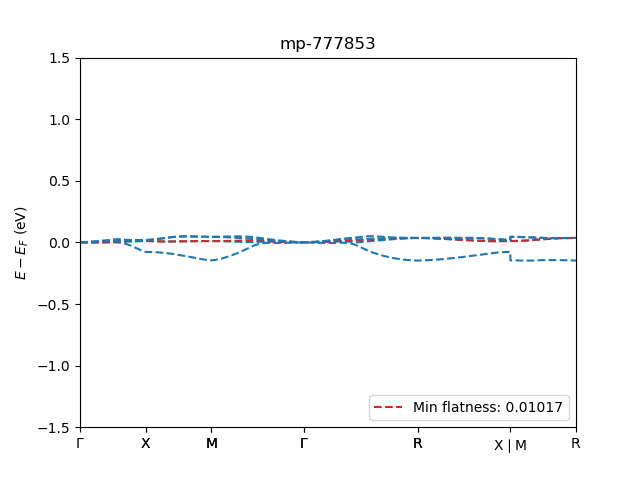 mp-777853
E − E_F (eV)
1.5
1.0
0.5
0.0
−0.5
−1.0
−1.5
Min flatness: 0.01017
Γ X M Γ R X | M R